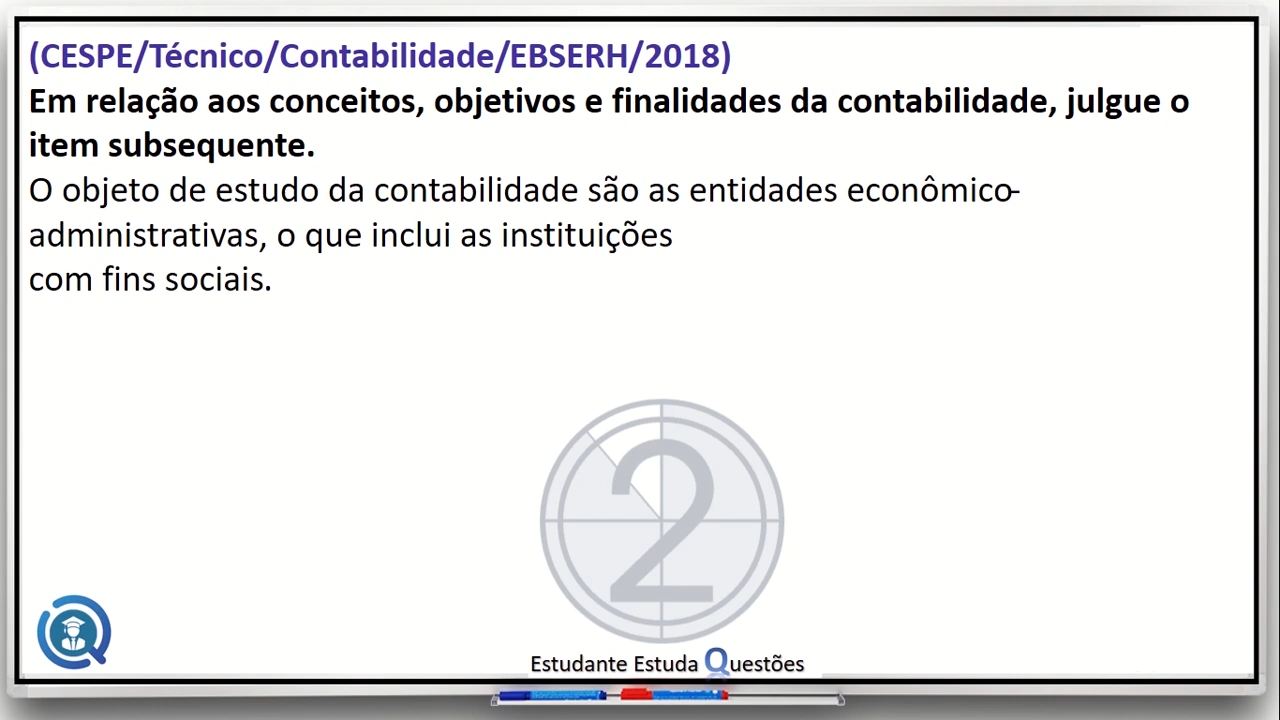 (CESPE/Técnico/Contabilidade/EBSERH/2018)
Em relação aos conceitos, objetivos e finalidades da contabilidade, julgue o
item subsequente.
O objeto de estudo da contabilidade são as entidades econômico-
administrativas, o que inclui as instituições
com fins sociais.
2
Estudante Estuda Questões